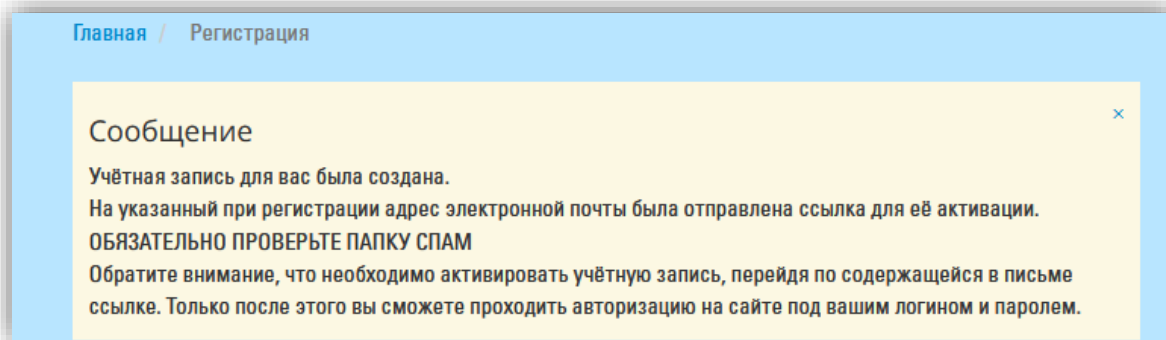 Главная / Регистрация
×
Сообщение
Учётная запись для вас была создана.
На указанный при регистрации адрес электронной почты была отправлена ссылка для её активации.
ОБЯЗАТЕЛЬНО ПРОВЕРЬТЕ ПАПКУ СПАМ
Обратите внимание, что необходимо активировать учётную запись, перейдя по содержащейся в письме
ссылке. Только после этого вы сможете проходить авторизацию на сайте под вашим логином и паролем.